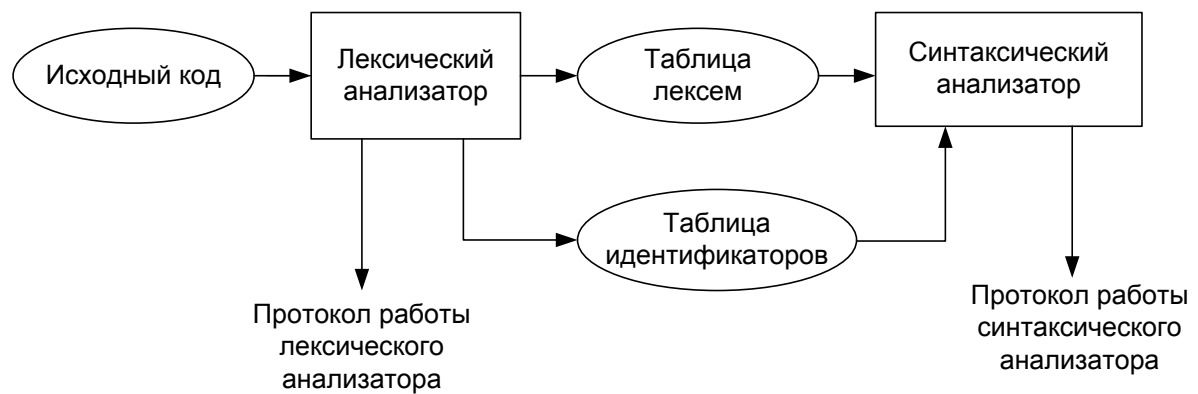 Исходный код
Лексический
анализатор
Таблица
лексем
Синтаксический
анализатор
Таблица
идентификаторов
Протокол работы
лексического
анализатора
Протокол работы
синтаксического
анализатора